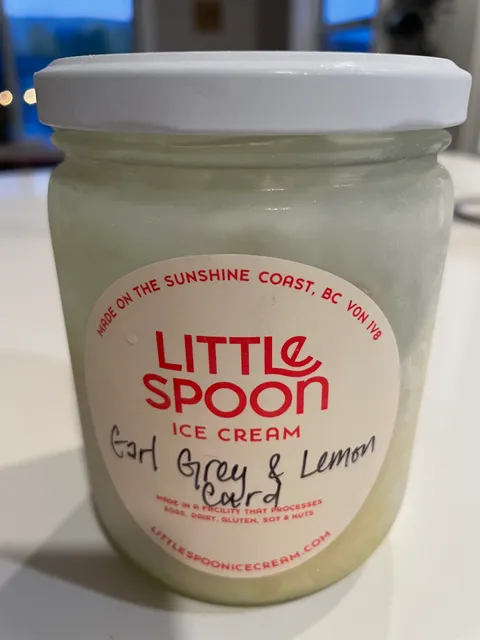 MADE ON THE SUNSHINE COAST, BC V0N 1V8
LITTLe
SPOON
ICE CREAM
Earl Grey & Lemon
Curd
MADE IN A FACILITY THAT PROCESSES
EGGS, DAIRY, GLUTEN, SOY & NUTS
LITTLESPOONICECREAM.COM